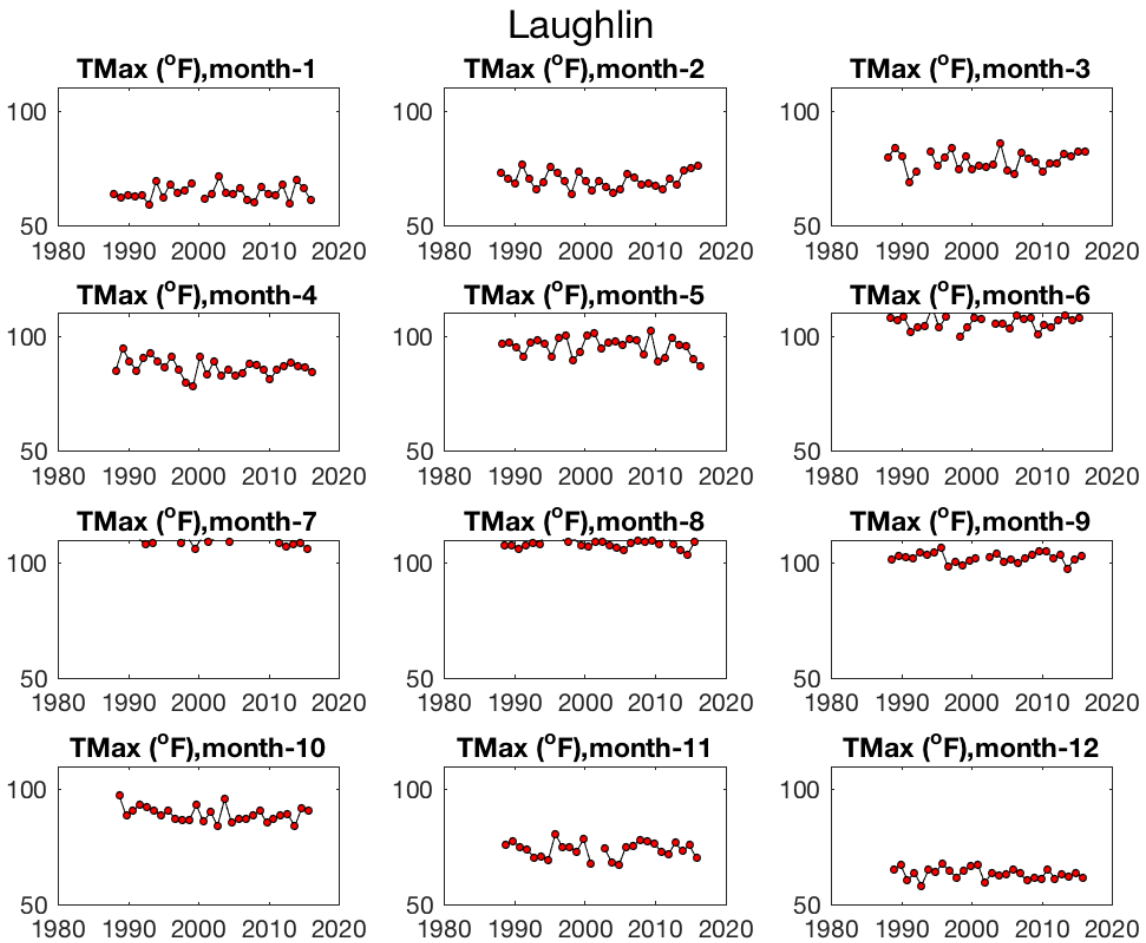 Laughlin
TMax (°F),month-1
TMax (°F),month-2
TMax (°F),month-3
100
50
1980 1990 2000 2010 2020
100
50
1980 1990 2000 2010 2020
100
50
1980 1990 2000 2010 2020
TMax (°F),month-4
TMax (°F),month-5
TMax (°F),month-6
100
50
1980 1990 2000 2010 2020
100
50
1980 1990 2000 2010 2020
100
50
1980 1990 2000 2010 2020
TMax (°F),month-7
TMax (°F),month-8
TMax (°F),month-9
100
50
1980 1990 2000 2010 2020
100
50
1980 1990 2000 2010 2020
100
50
1980 1990 2000 2010 2020
TMax (°F),month-10
TMax (°F),month-11
TMax (°F),month-12
100
50
1980 1990 2000 2010 2020
100
50
1980 1990 2000 2010 2020
100
50
1980 1990 2000 2010 2020